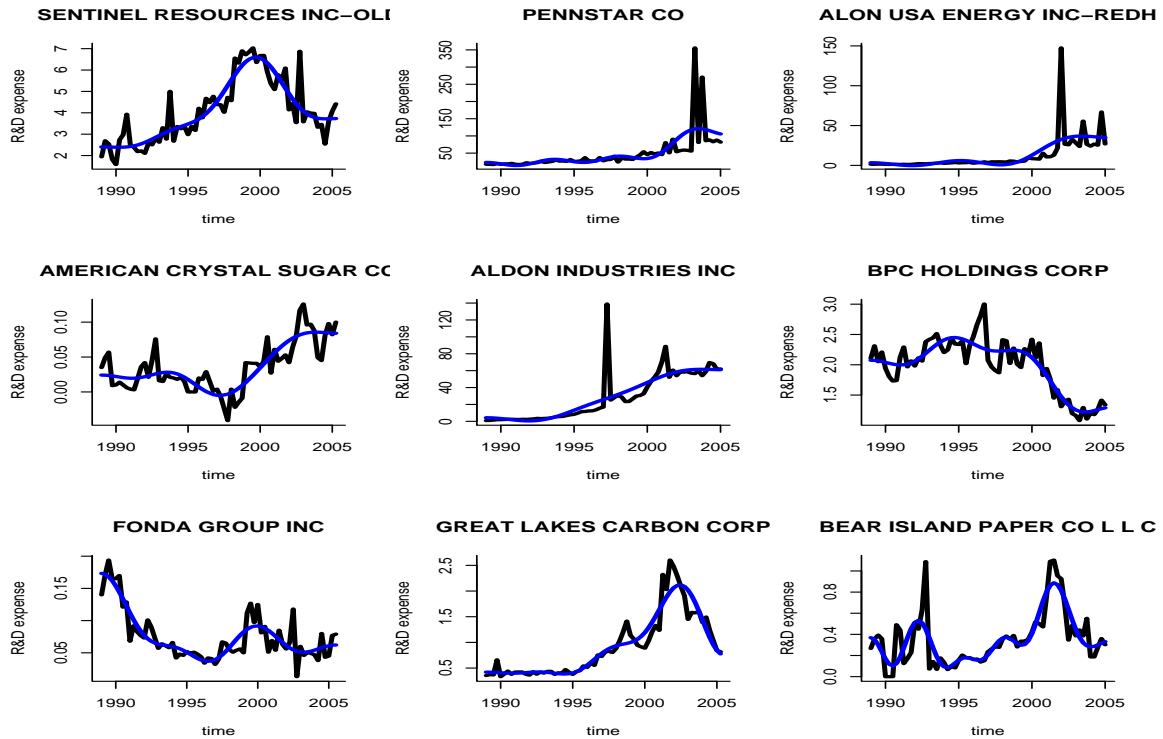 SENTINEL RESOURCES INC−OLD
R&D expense
7
6
5
4
3
2
1990 1995 2000 2005
time
PENNSTAR CO
R&D expense
350
250
150
50
1990 1995 2000 2005
time
ALON USA ENERGY INC−REDH
R&D expense
150
100
50
0
1990 1995 2000 2005
time
AMERICAN CRYSTAL SUGAR CO
R&D expense
0.10
0.05
0.00
1990 1995 2000 2005
time
ALDON INDUSTRIES INC
R&D expense
120
80
40
0
1990 1995 2000 2005
time
BPC HOLDINGS CORP
R&D expense
3.0
2.5
2.0
1.5
1990 1995 2000 2005
time
FONDA GROUP INC
R&D expense
0.15
0.05
1990 1995 2000 2005
time
GREAT LAKES CARBON CORP
R&D expense
2.5
1.5
0.5
1990 1995 2000 2005
time
BEAR ISLAND PAPER CO L L C
R&D expense
0.8
0.4
0.0
1990 1995 2000 2005
time